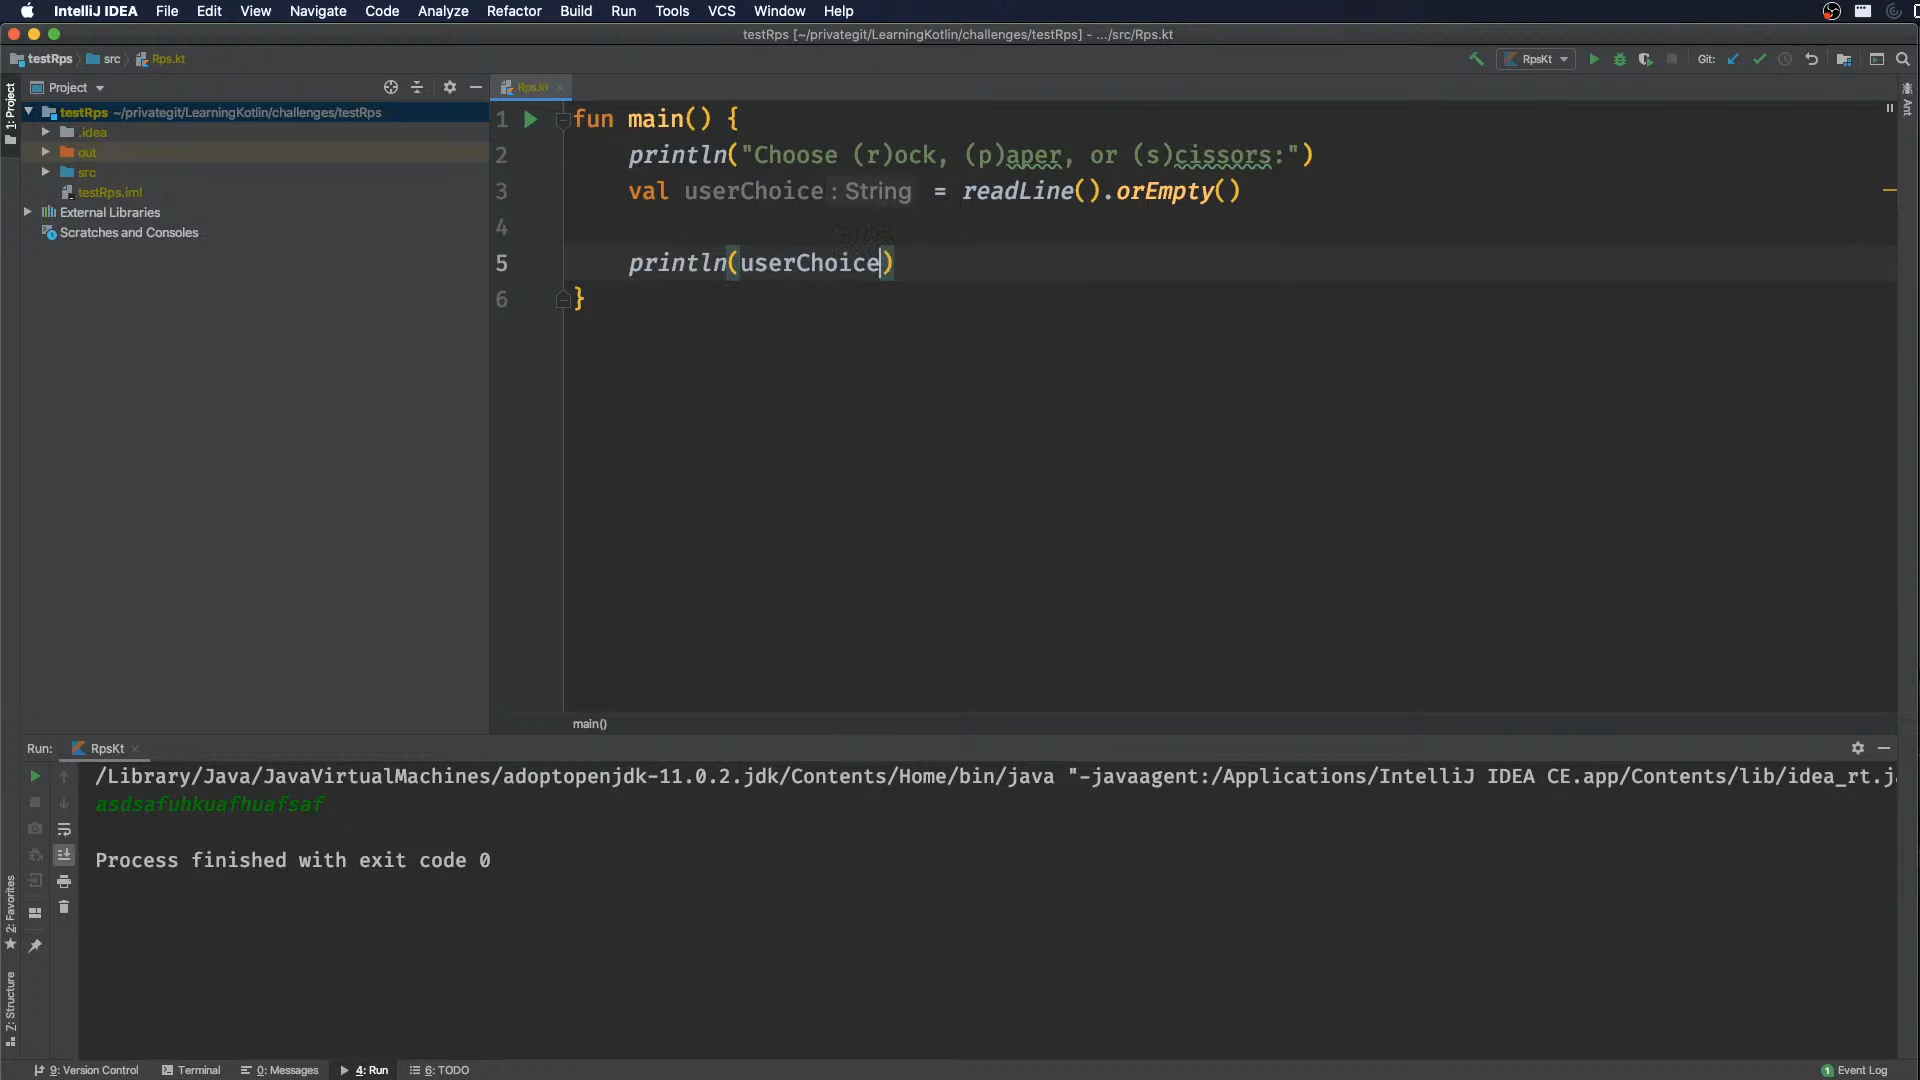 IntelliJ IDEA File Edit View Navigate Code Analyze Refactor Build Run Tools VCS Window Help
testRps [~/privategit/LearningKotlin/challenges/testRps] - .../src/Rps.kt
testRps src Rps.kt RpsKt Git:
Project Rps.kt
1: Project
Ant
testRps ~/privategit/LearningKotlin/challenges/testRps
.idea
out
src
testRps.iml
External Libraries
Scratches and Consoles
1 fun main() {
2 println("Choose (r)ock, (p)aper, or (s)cissors:")
3 val userChoice: String = readLine().orEmpty()
4
5 println(userChoice)
6 }
main()
Run: RpsKt
/Library/Java/JavaVirtualMachines/adoptopenjdk-11.0.2.jdk/Contents/Home/bin/java "-javaagent:/Applications/IntelliJ IDEA CE.app/Contents/lib/idea_rt.j
asdsafuhkuafhuafsaf
Process finished with exit code 0
2: Favorites
Z: Structure
9: Version Control Terminal 0: Messages 4: Run 6: TODO 1 Event Log